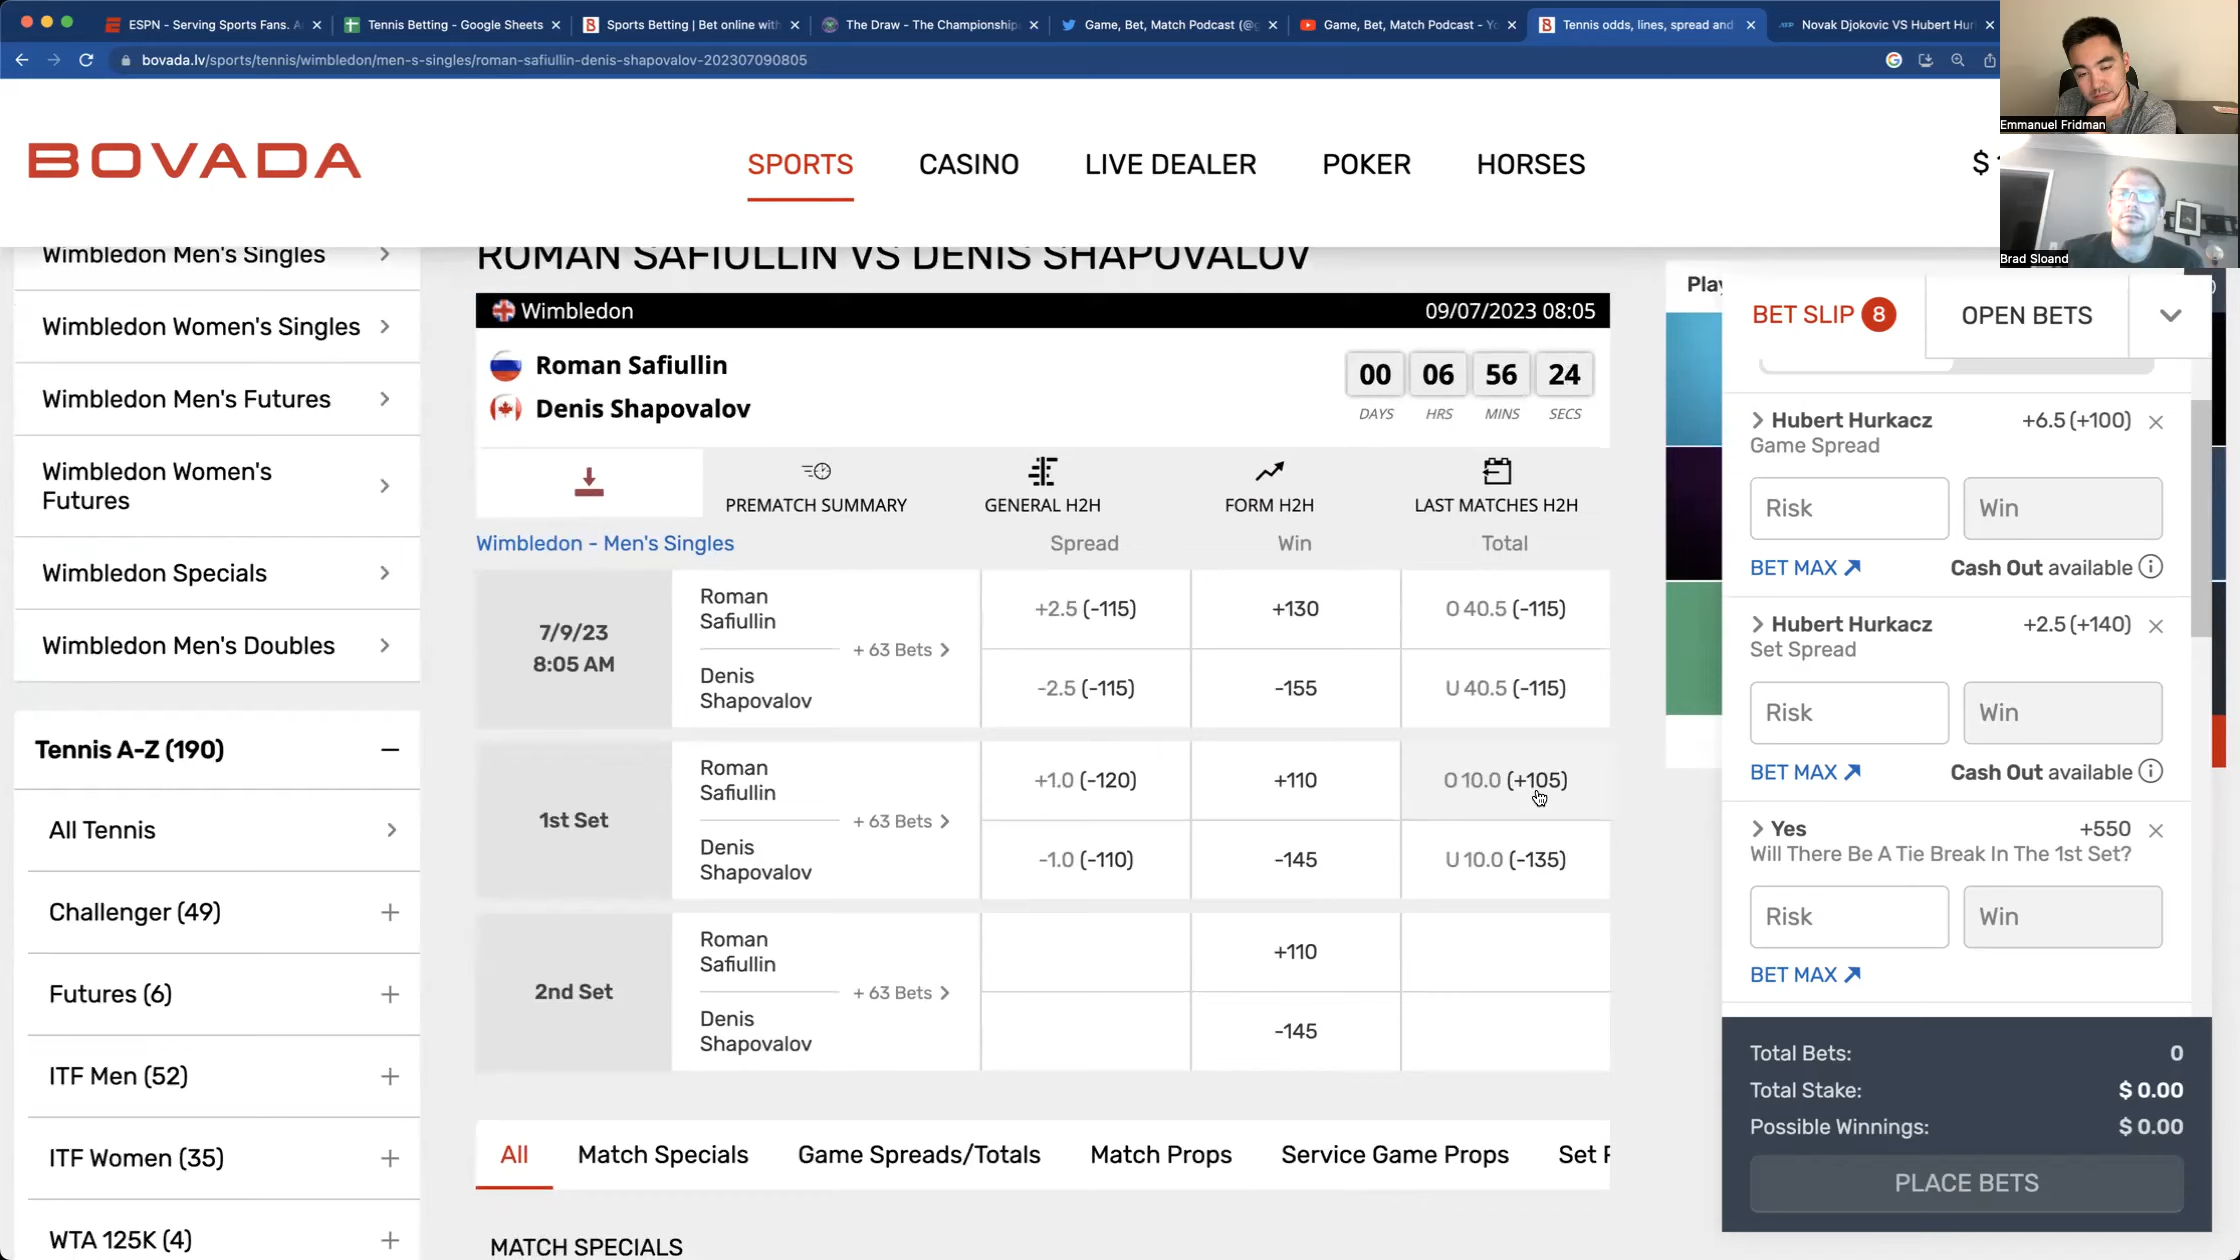 ESPN - Serving Sports Fans. A
Tennis Betting - Google Sheets
Sports Betting | Bet online with
The Draw - The Championship
Game, Bet, Match Podcast (@g
Game, Bet, Match Podcast - Yo
Tennis odds, lines, spread and
Novak Djokovic VS Hubert Hur
bovada.lv/sports/tennis/wimbledon/men-s-singles/roman-safiullin-denis-shapovalov-202307090805
Emmanuel Fridman
Brad Sloand
BOVADA
SPORTS
CASINO
LIVE DEALER
POKER
HORSES
$
Wimbledon Men's Singles
Wimbledon Women's Singles
Wimbledon Men's Futures
Wimbledon Women's
Futures
Wimbledon Specials
Wimbledon Men's Doubles
Tennis A-Z (190)
All Tennis
Challenger (49)
Futures (6)
ITF Men (52)
ITF Women (35)
WTA 125K (4)
ROMAN SAFIULLIN VS DENIS SHAPOVALOV
Wimbledon 09/07/2023 08:05
Roman Safiullin
Denis Shapovalov
00 06 56 24
DAYS HRS MINS SECS
PREMATCH SUMMARY
GENERAL H2H
FORM H2H
LAST MATCHES H2H
Wimbledon - Men's Singles Spread Win Total
7/9/23
8:05 AM
Roman
Safiullin
+ 63 Bets
Denis
Shapovalov
+2.5 (-115) +130 O 40.5 (-115)
-2.5 (-115) -155 U 40.5 (-115)
1st Set
Roman
Safiullin
+ 63 Bets
Denis
Shapovalov
+1.0 (-120) +110 O 10.0 (+105)
-1.0 (-110) -145 U 10.0 (-135)
2nd Set
Roman
Safiullin
+ 63 Bets
Denis
Shapovalov
+110
-145
All
Match Specials
Game Spreads/Totals
Match Props
Service Game Props
Set
MATCH SPECIALS
BET SLIP 8
OPEN BETS
Hubert Hurkacz +6.5 (+100)
Game Spread
Risk Win
BET MAX Cash Out available
Hubert Hurkacz +2.5 (+140)
Set Spread
Risk Win
BET MAX Cash Out available
Yes +550
Will There Be A Tie Break In The 1st Set?
Risk Win
BET MAX
Total Bets: 0
Total Stake: $ 0.00
Possible Winnings: $ 0.00
PLACE BETS